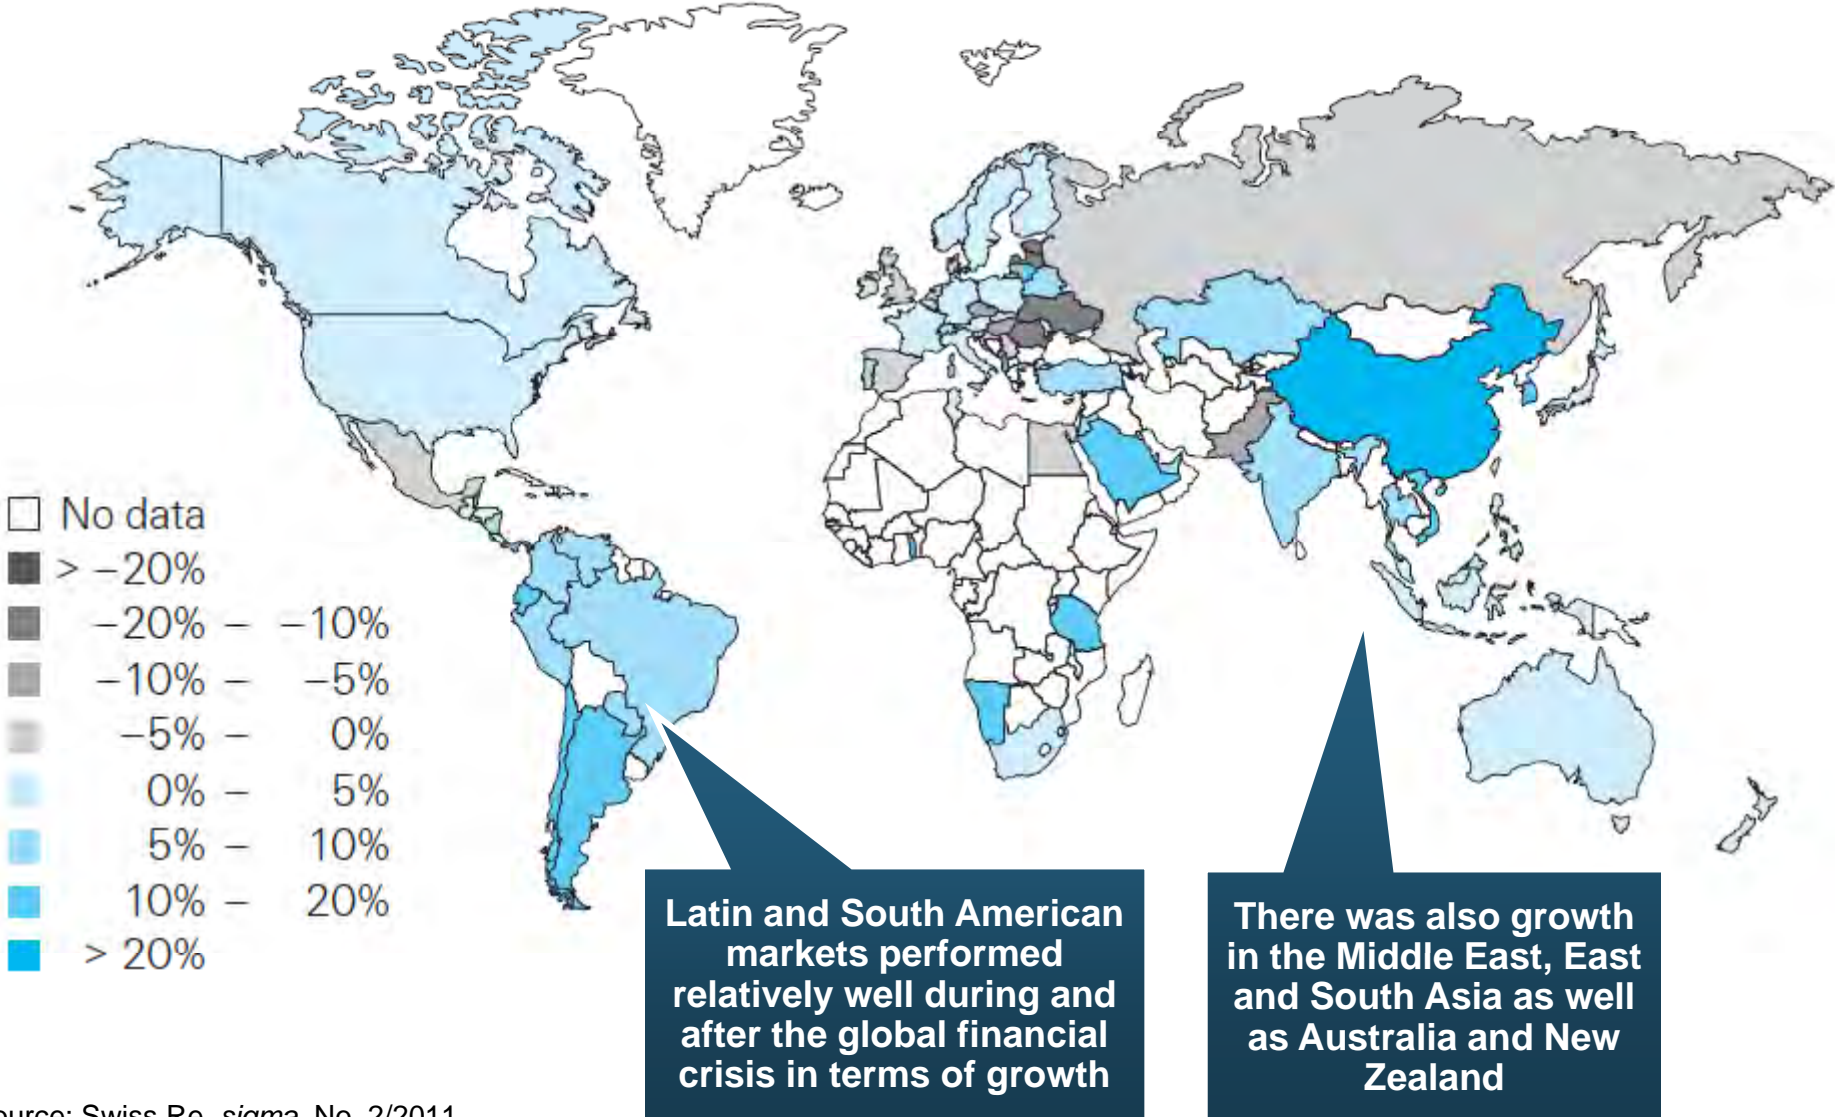 No data
> −20%
−20% – −10%
−10% – −5%
−5% – 0%
0% – 5%
5% – 10%
10% – 20%
> 20%
Latin and South American
markets performed
relatively well during and
after the global financial
crisis in terms of growth
There was also growth
in the Middle East, East
and South Asia as well
as Australia and New
Zealand
Swiss Re, sigma, No. 2/2011